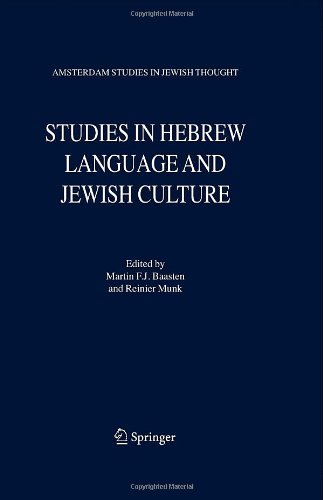 AMSTERDAM STUDIES IN JEWISH THOUGHT
STUDIES IN HEBREW
LANGUAGE AND
JEWISH CULTURE
Edited by
Martin F.J. Baasten
and Reinier Munk
Springer